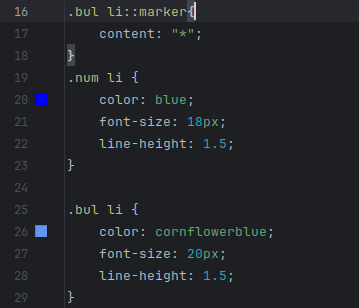 16 .bul li::marker{
17     content: "*";
18 }
19 .num li {
20     color: blue;
21     font-size: 18px;
22     line-height: 1.5;
23 }
24
25 .bul li {
26     color: cornflowerblue;
27     font-size: 20px;
28     line-height: 1.5;
29 }